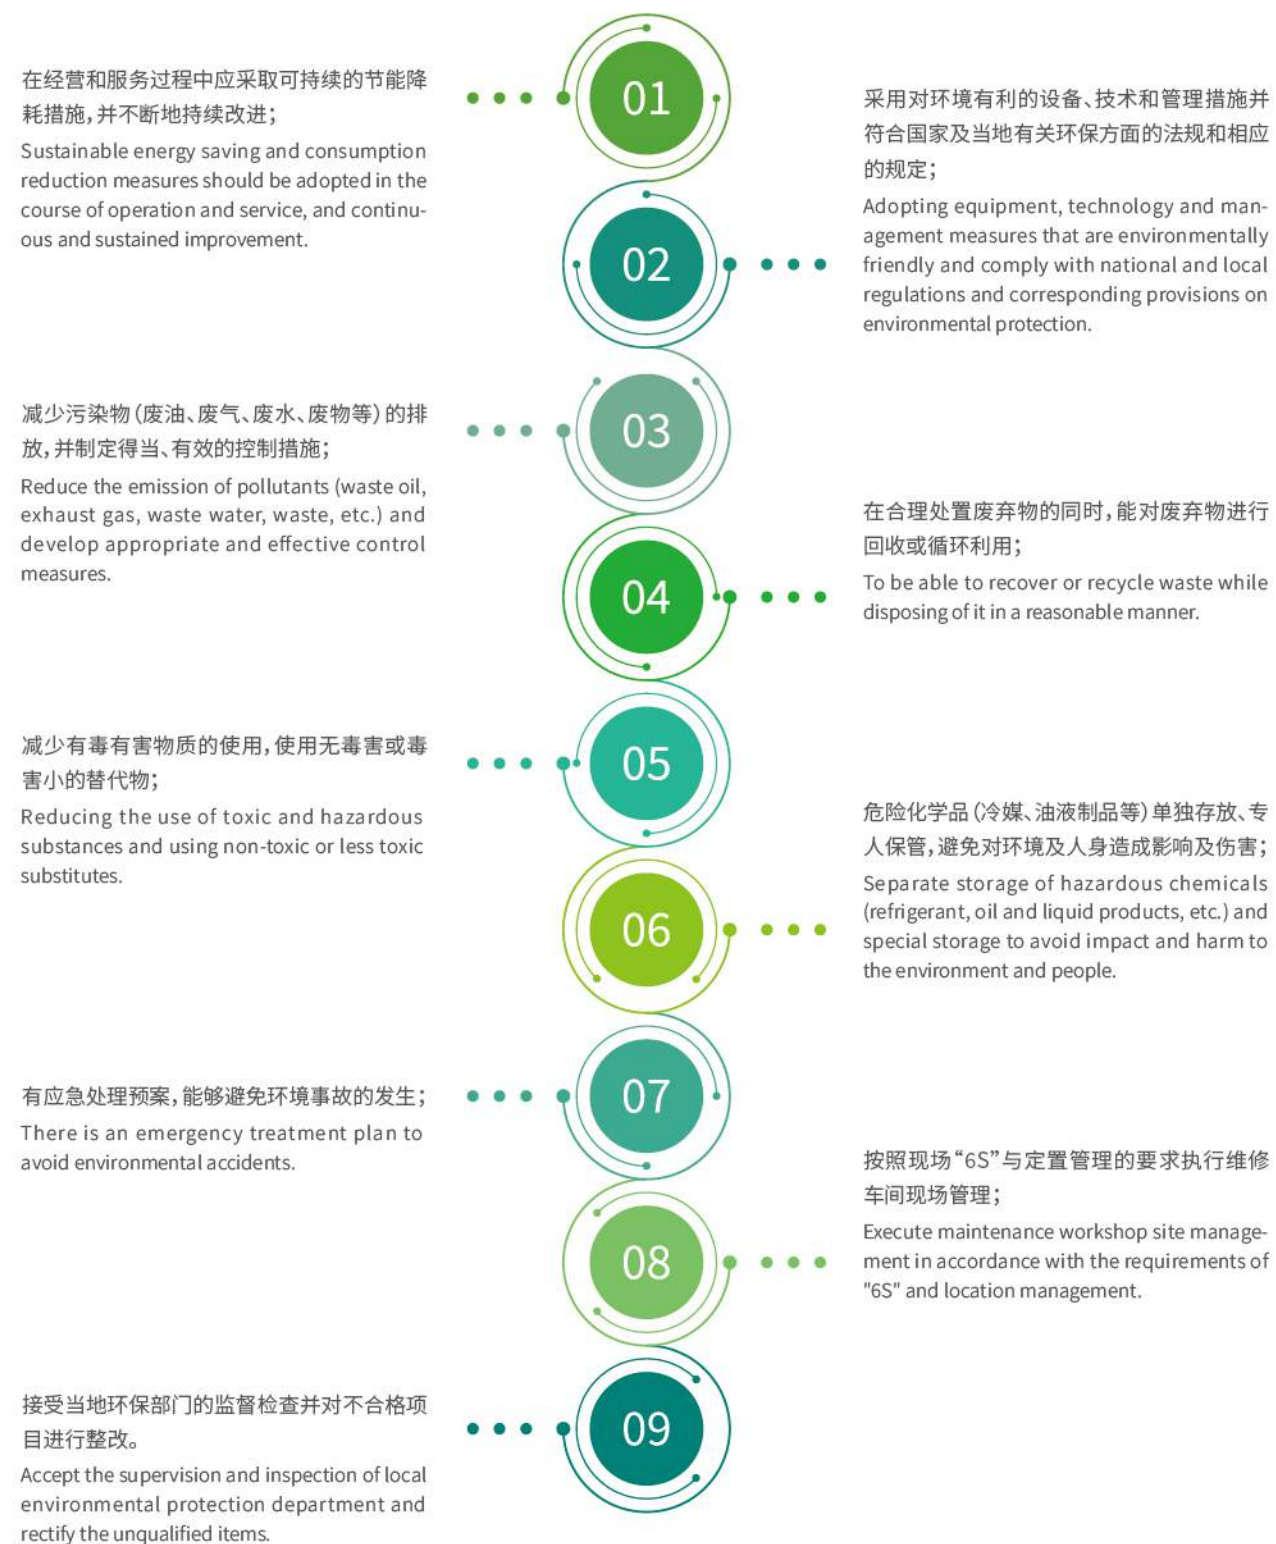 01
在经营和服务过程中应采取可持续的节能降
耗措施，并不断地持续改进；
Sustainable energy saving and consumption
reduction measures should be adopted in the
course of operation and service, and continu-
ous and sustained improvement.
02
采用对环境有利的设备、技术和管理措施并
符合国家及当地有关环保方面的法规和相应
的规定；
Adopting equipment, technology and man-
agement measures that are environmentally
friendly and comply with national and local
regulations and corresponding provisions on
environmental protection.
03
减少污染物（废油、废气、废水、废物等）的排
放，并制定得当、有效的控制措施；
Reduce the emission of pollutants (waste oil,
exhaust gas, waste water, waste, etc.) and
develop appropriate and effective control
measures.
04
在合理处置废弃物的同时，能对废弃物进行
回收或循环利用；
To be able to recover or recycle waste while
disposing of it in a reasonable manner.
05
减少有毒有害物质的使用，使用无毒害或毒
害小的替代物；
Reducing the use of toxic and hazardous
substances and using non-toxic or less toxic
substitutes.
06
危险化学品（冷媒、油液制品等）单独存放、专
人保管，避免对环境及人身造成影响及伤害；
Separate storage of hazardous chemicals
(refrigerant, oil and liquid products, etc.) and
special storage to avoid impact and harm to
the environment and people.
07
有应急处理预案，能够避免环境事故的发生；
There is an emergency treatment plan to
avoid environmental accidents.
08
按照现场“6S”与定置管理的要求执行维修
车间现场管理；
Execute maintenance workshop site manage-
ment in accordance with the requirements of
"6S" and location management.
09
接受当地环保部门的监督检查并对不合格项
目进行整改。
Accept the supervision and inspection of local
environmental protection department and
rectify the unqualified items.